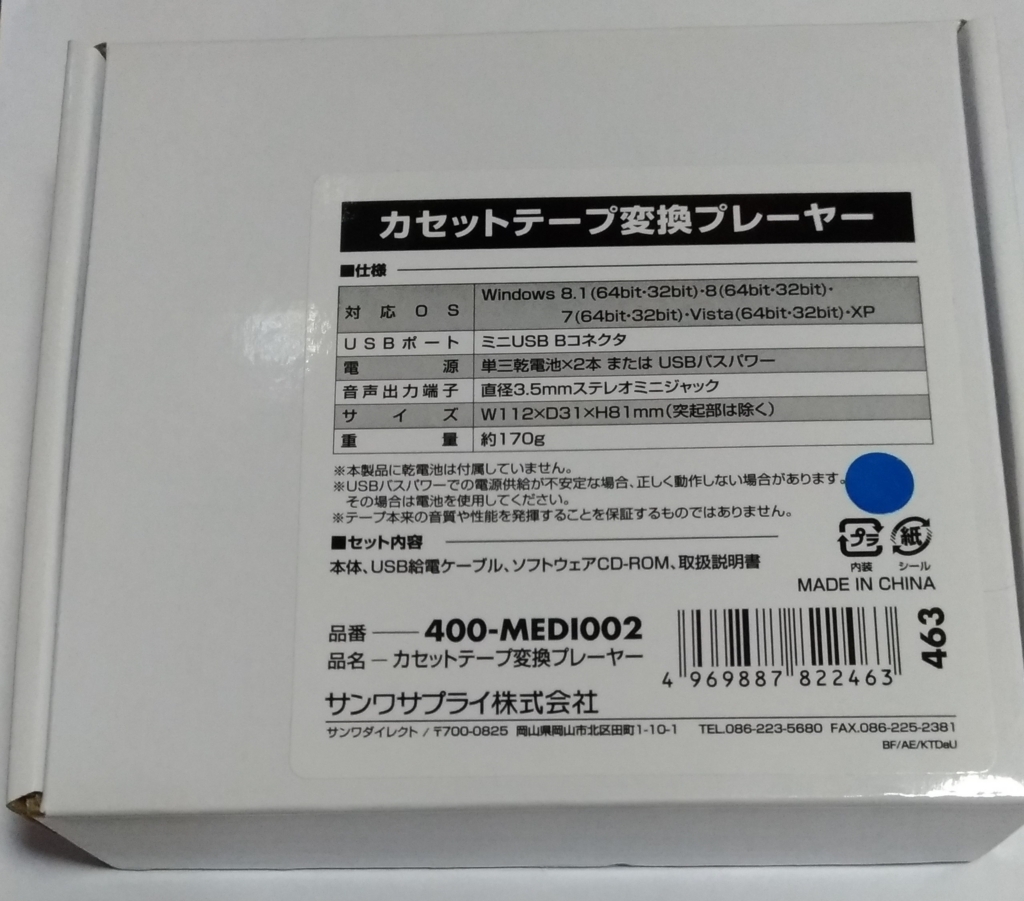 カセットテープ変換プレーヤー
■仕様
対応OS Windows 8.1(64bit・32bit)・8(64bit・32bit)・
7(64bit・32bit)・Vista(64bit・32bit)・XP
USBポート ミニUSB Bコネクタ
電源 単三乾電池×2本 または USBバスパワー
音声出力端子 直径3.5mmステレオミニジャック
サイズ W112×D31×H81mm(突起部は除く)
重量 約170g
※本製品に乾電池は付属していません。
※USBバスパワーでの電源供給が不安定な場合、正しく動作しない場合があります。
その場合は電池を使用してください。
※テープ本来の音質や性能を発揮することを保証するものではありません。
プラ 紙
内装 シール
■セット内容
本体、USB給電ケーブル、ソフトウェアCD-ROM、取扱説明書
MADE IN CHINA
品番 ── 400-MEDI002
品名 ─ カセットテープ変換プレーヤー
4 969887 822463
463
サンワサプライ株式会社
サンワダイレクト / 〒700-0825 岡山県岡山市北区田町1-10-1 TEL.086-223-5680 FAX.086-225-2381
BF/AE/KTDaU